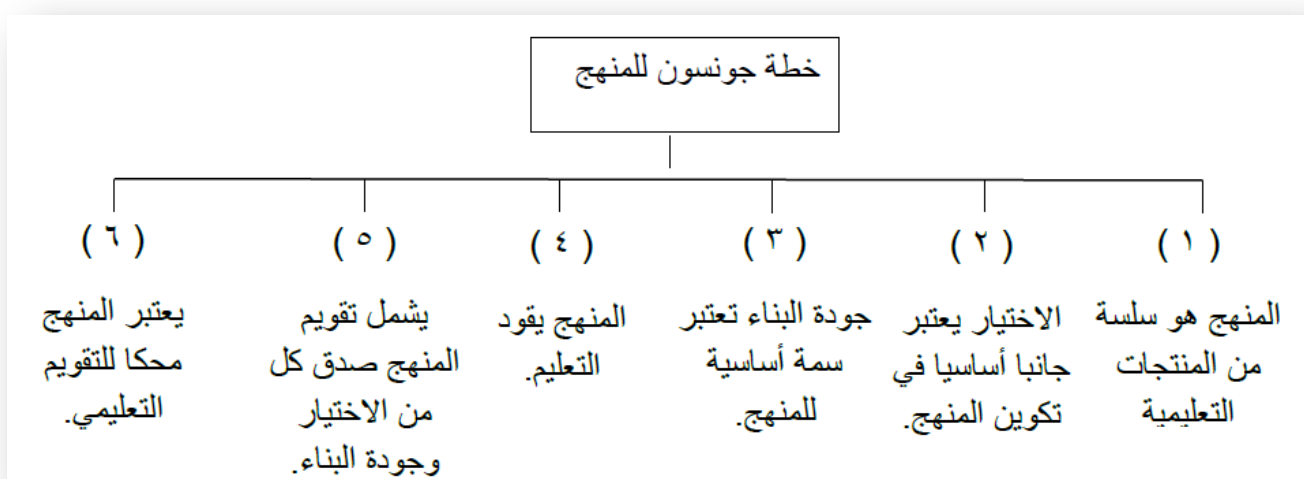 خطة جونسون للمنهج
( ١ )
المنهج هو سلسة
من المنتجات
التعليمية
( ٢ )
الاختيار يعتبر
جانبا أساسيا في
تكوين المنهج.
( ٣ )
جودة البناء تعتبر
سمة أساسية
للمنهج.
( ٤ )
المنهج يقود
التعليم.
( ٥ )
يشمل تقويم
المنهج صدق كل
من الاختيار
وجودة البناء.
( ٦ )
يعتبر المنهج
محكا للتقويم
التعليمي.